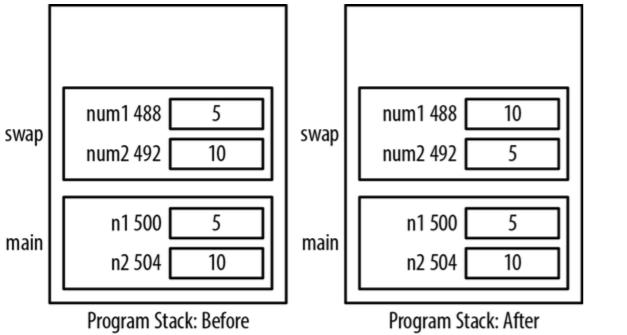 num1 488 5
swap
num2 492 10
n1 500 5
main
n2 504 10
Program Stack: Before
num1 488 10
swap
num2 492 5
n1 500 5
main
n2 504 10
Program Stack: After